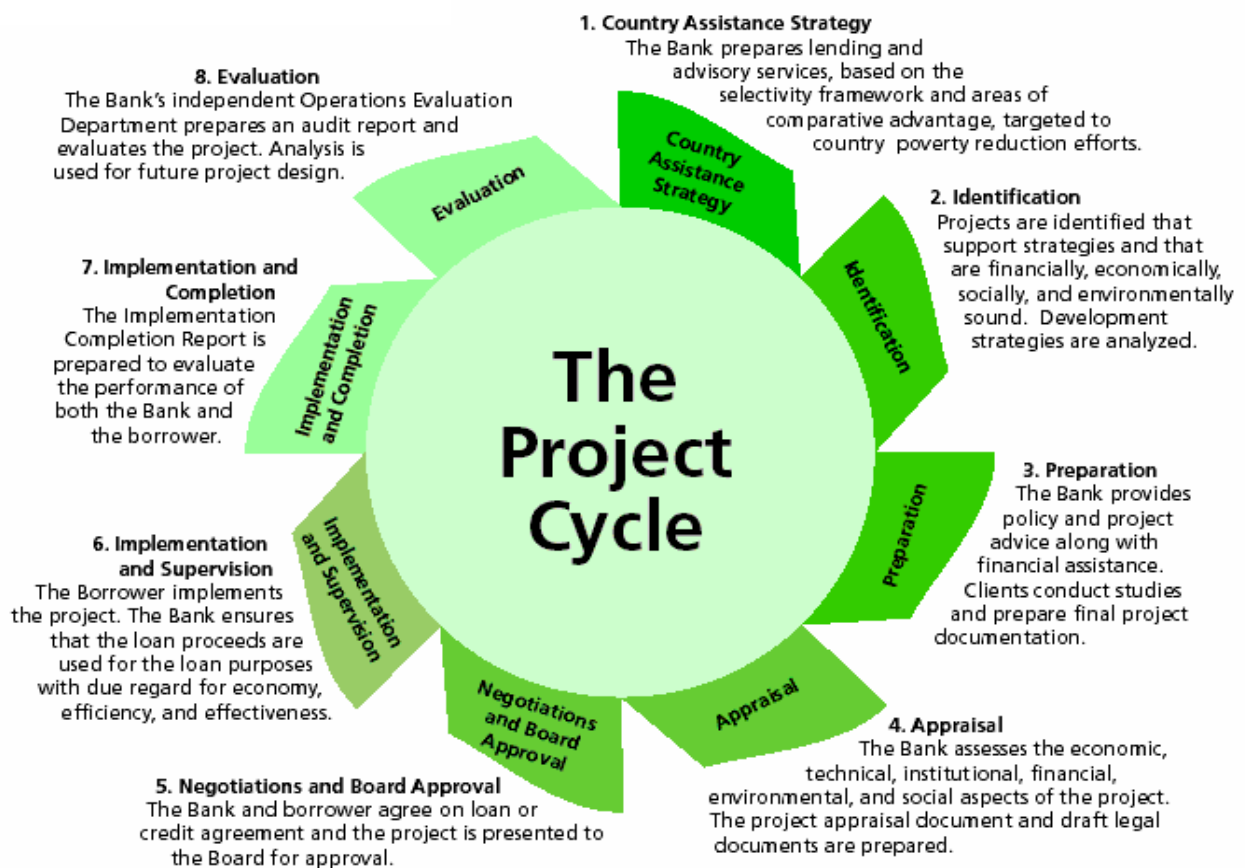 1. Country Assistance Strategy
The Bank prepares lending and
advisory services, based on the
selectivity framework and areas of
comparative advantage, targeted to
country poverty reduction efforts.
2. Identification
Projects are identified that
support strategies and that
are financially, economically,
socially, and environmentally
sound. Development
strategies are analyzed.
3. Preparation
The Bank provides
policy and project
advice along with
financial assistance.
Clients conduct studies
and prepare final project
documentation.
4. Appraisal
The Bank assesses the economic,
technical, institutional, financial,
environmental, and social aspects of the project.
The project appraisal document and draft legal
documents are prepared.
5. Negotiations and Board Approval
The Bank and borrower agree on loan or
credit agreement and the project is presented to
the Board for approval.
6. Implementation
and Supervision
The Borrower implements
the project. The Bank ensures
that the loan proceeds are
used for the loan purposes
with due regard for economy,
efficiency, and effectiveness.
7. Implementation and
Completion
The Implementation
Completion Report is
prepared to evaluate
the performance of
both the Bank and
the borrower.
8. Evaluation
The Bank's independent Operations Evaluation
Department prepares an audit report and
evaluates the project. Analysis is
used for future project design.
Country
Assistance
Strategy
Identification
Preparation
Appraisal
Negotiations
and Board
Approval
Implementation
and Supervision
Implementation
and Completion
Evaluation
The
Project
Cycle